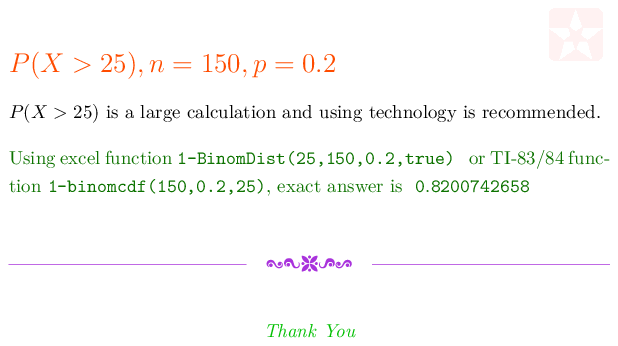 P(X > 25), n = 150, p = 0.2
P(X > 25) is a large calculation and using technology is recommended.
Using excel function 1-BinomDist(25,150,0.2,true) or TI-83/84 func-
tion 1-binomcdf(150,0.2,25), exact answer is 0.8200742658
Thank You